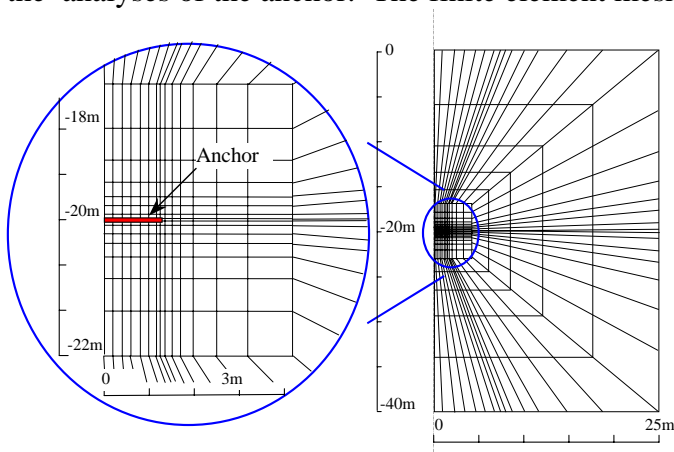 the analyses of the anchor. The finite element mesh
0
-18m
Anchor
-20m
-20m
-22m
0
3m
-40m
0
25m